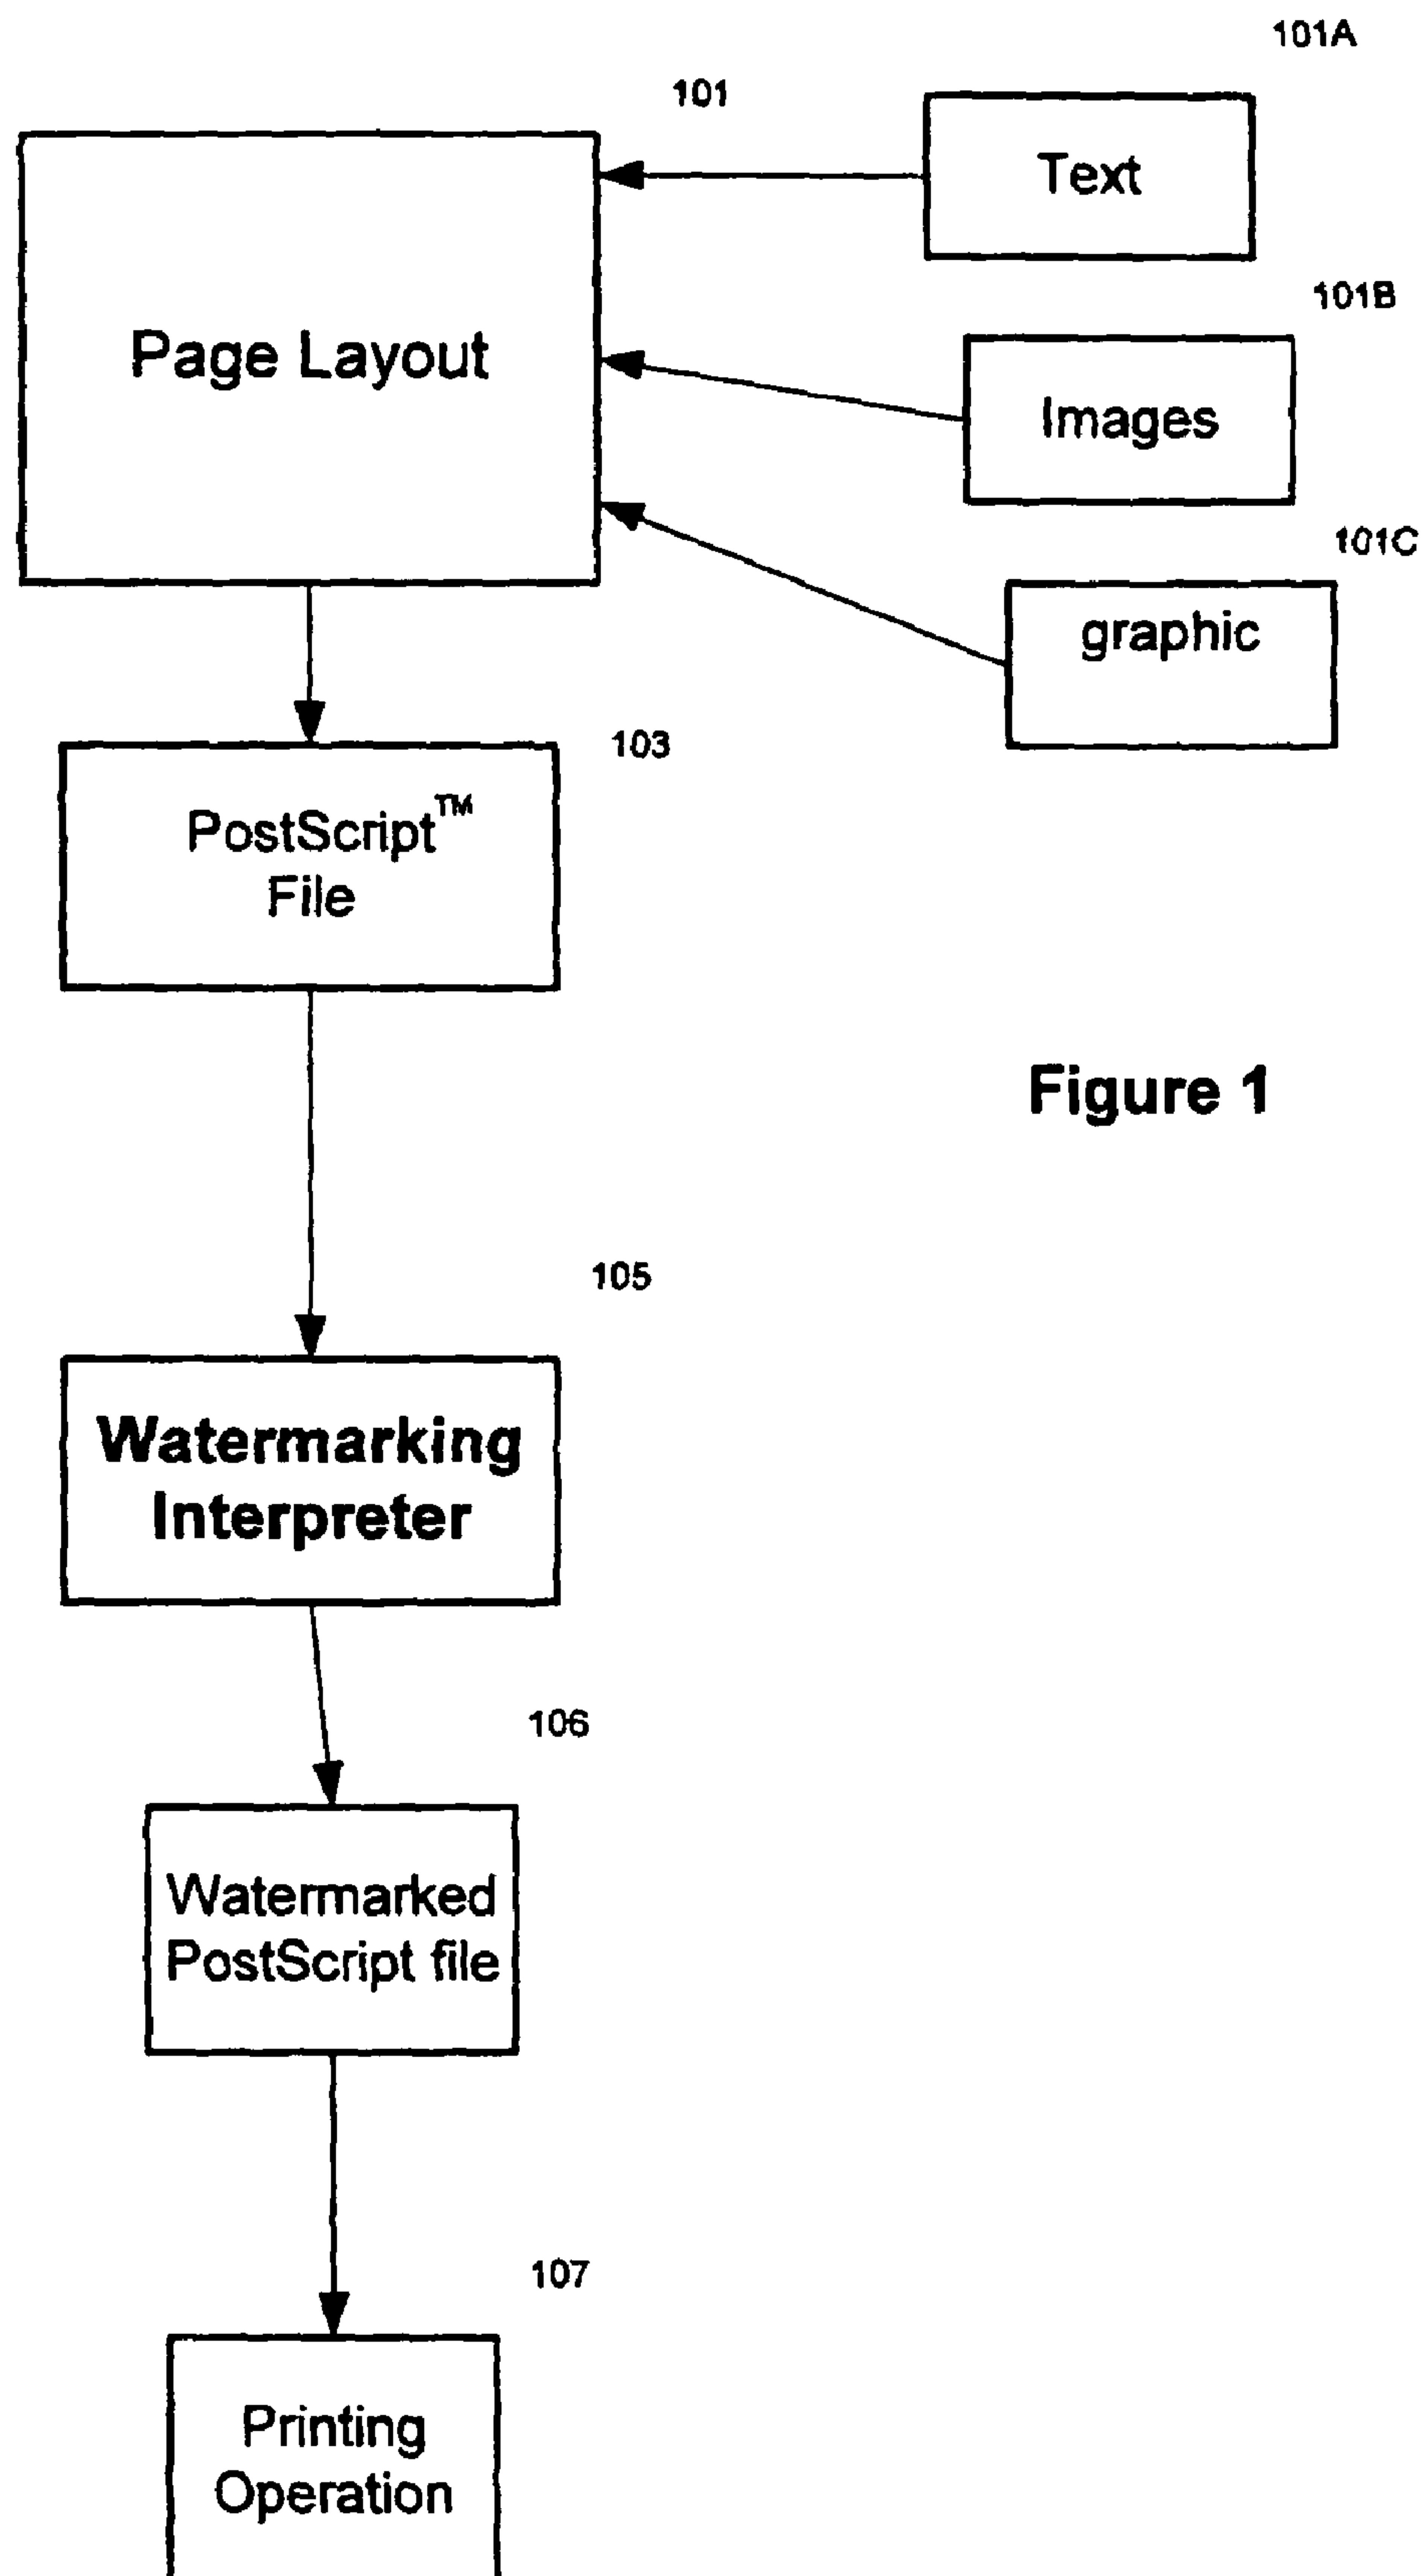 101A
101
Text
101B
Page Layout
Images
101C
graphic
103
PostScript™
File
Figure 1
105
Watermarking
Interpreter
106
Watermarked
PostScript file
107
Printing
Operation